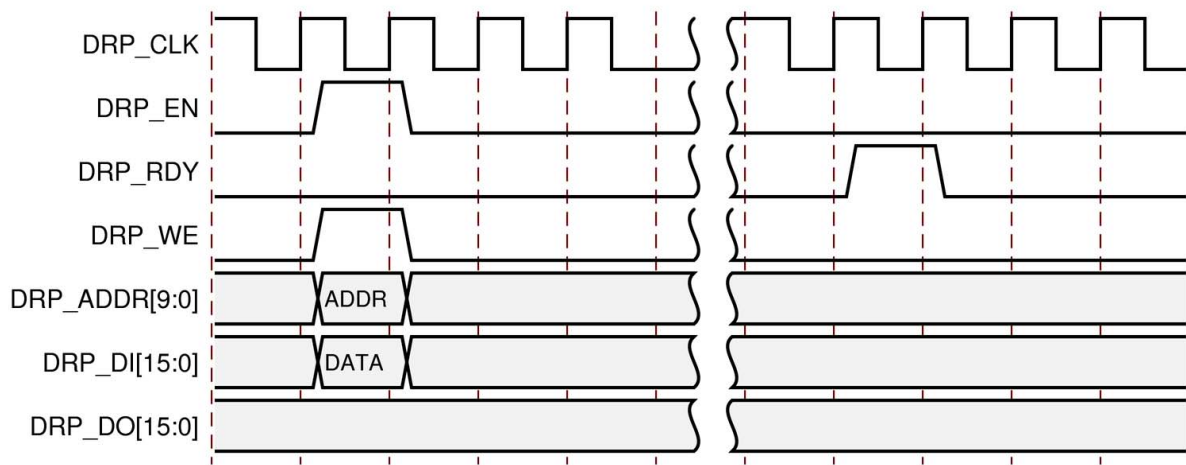 DRP_CLK
DRP_EN
DRP_RDY
DRP_WE
DRP_ADDR[9:0] ADDR
DRP_DI[15:0] DATA
DRP_DO[15:0]